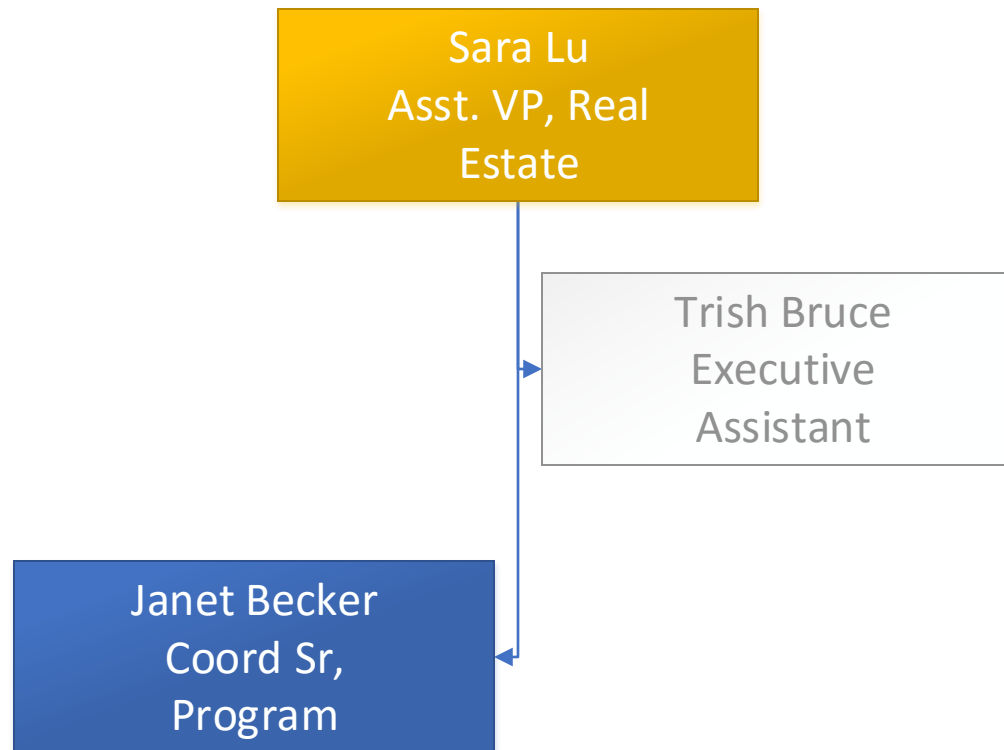 Sara Lu
Asst. VP, Real
Estate
Trish Bruce
Executive
Assistant
Janet Becker
Coord Sr,
Program